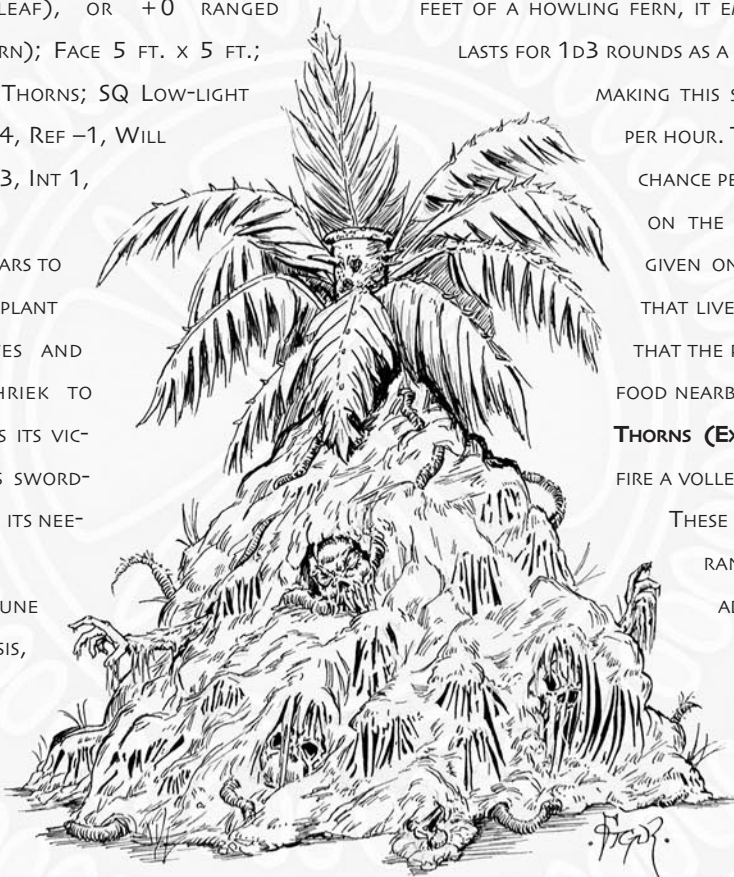 leaf), or +0 ranged
rn); Face 5 ft. x 5 ft.;
Thorns; SQ Low-light
4, Ref –1, Will
3, Int 1,
ars to
plant
es and
hriek to
s its vic-
s sword-
its nee-
une
sis,
feet of a howling fern, it em
lasts for 1d3 rounds as a
making this s
per hour. T
chance pe
on the
given on
that live
that the p
food nearb
Thorns (Ex
fire a volle
These
ran